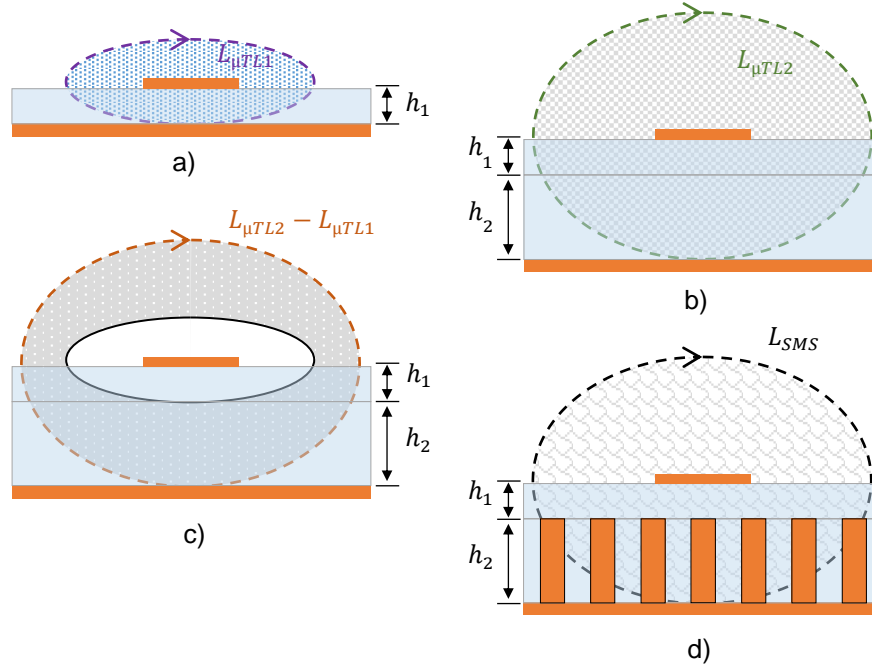 L_μTL1
h_1
a)
L_μTL2
h_1
h_2
b)
L_μTL2 − L_μTL1
h_1
h_2
c)
L_SMS
h_1
h_2
d)